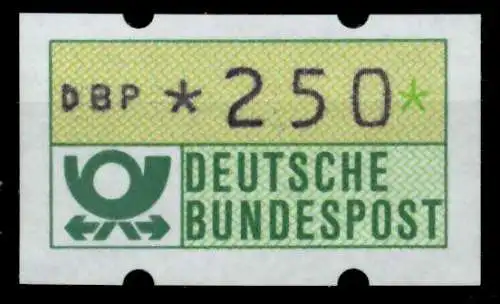 DBP *250*
DEUTSCHE
BUNDESPOST